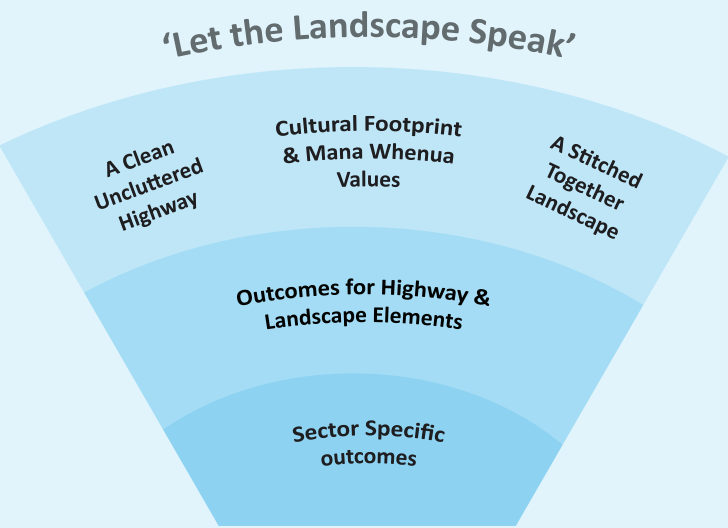 ‘Let the Landscape Speak’
A Clean
Uncluttered
Highway
Cultural Footprint
& Mana Whenua
Values
A Stitched
Together
Landscape
Outcomes for Highway &
Landscape Elements
Sector Specific
outcomes